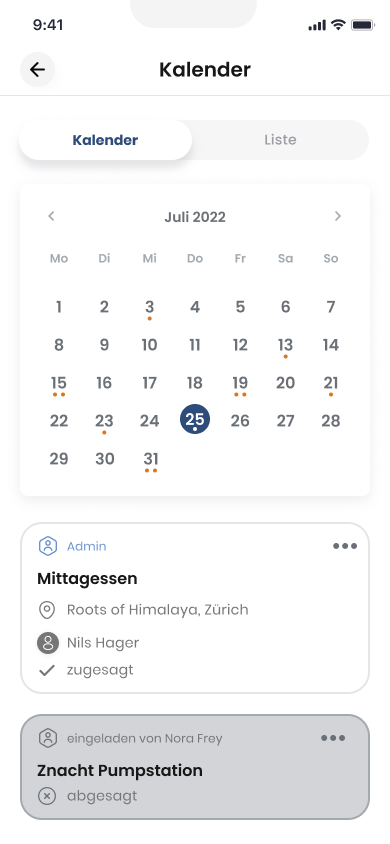 9:41
Kalender
Kalender Liste
Juli 2022
Mo Di Mi Do Fr Sa So
1 2 3 4 5 6 7
8 9 10 11 12 13 14
15 16 17 18 19 20 21
22 23 24 25 26 27 28
29 30 31
Admin
Mittagessen
Roots of Himalaya, Zürich
Nils Hager
zugesagt
eingeladen von Nora Frey
Znacht Pumpstation
abgesagt